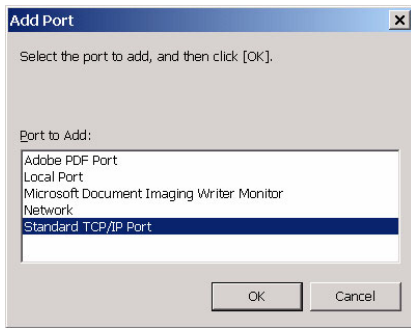 Add Port
Select the port to add, and then click [OK].
Port to Add:
Adobe PDF Port
Local Port
Microsoft Document Imaging Writer Monitor
Network
Standard TCP/IP Port
OK Cancel